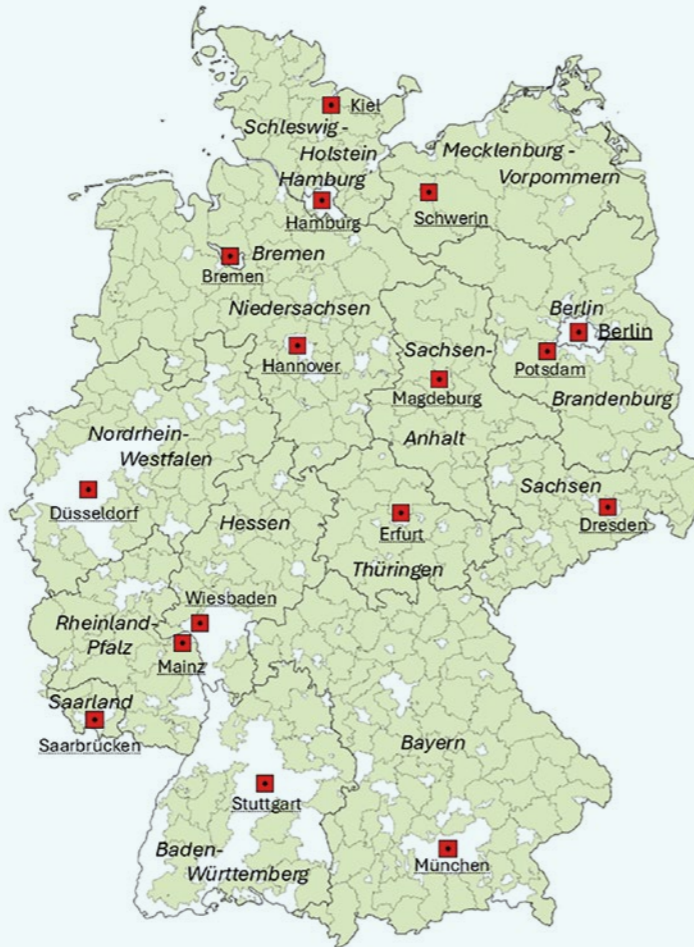 Kiel
Schleswig-
Holstein
Mecklenburg-
Vorpommern
Hamburg
Hamburg
Schwerin
Bremen
Bremen
Niedersachsen
Hannover
Berlin
Berlin
Potsdam
Brandenburg
Sachsen-
Magdeburg
Anhalt
Nordrhein-
Westfalen
Düsseldorf
Hessen
Erfurt
Thüringen
Sachsen
Dresden
Wiesbaden
Rheinland-
Pfalz
Mainz
Saarland
Saarbrücken
Bayern
Stuttgart
Baden-
Württemberg
München